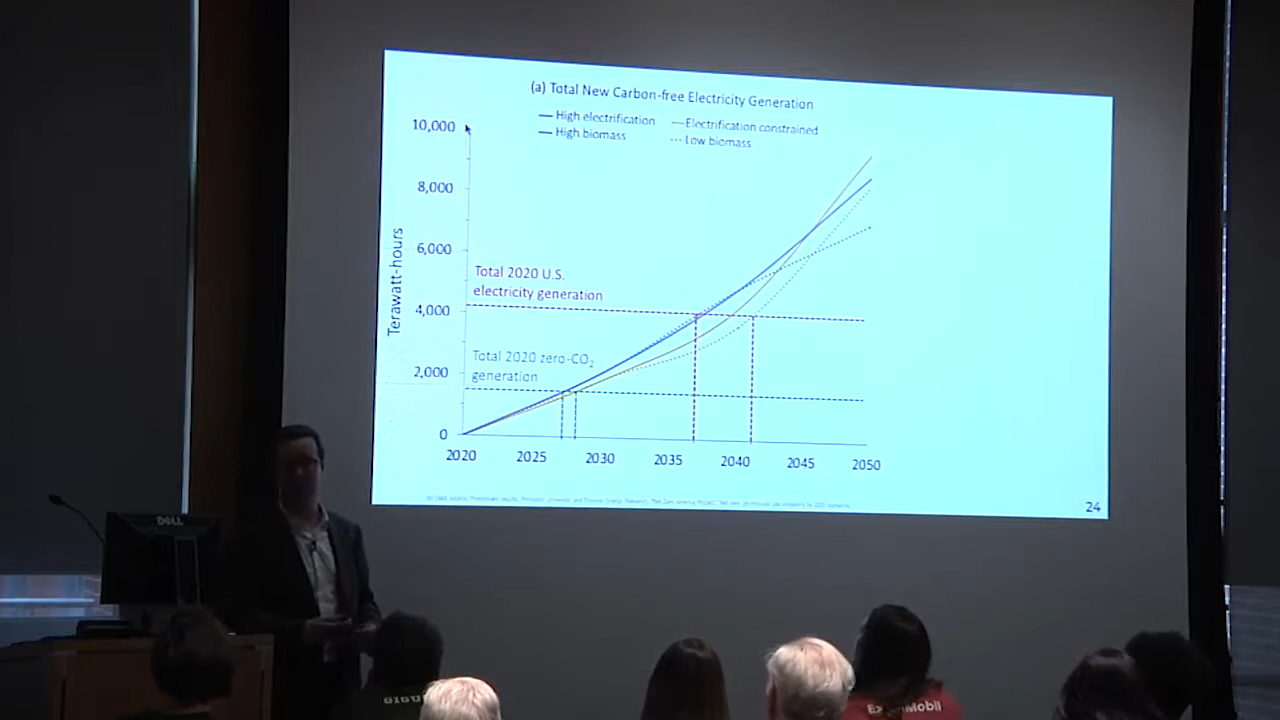 (a) Total New Carbon-free Electricity Generation
High electrification
Electrification constrained
High biomass
Low biomass
10,000
8,000
6,000
4,000
2,000
0
Terawatt-hours
Total 2020 U.S.
electricity generation
Total 2020 zero-CO₂
generation
2020 2025 2030 2035 2040 2045 2050
24
DELL